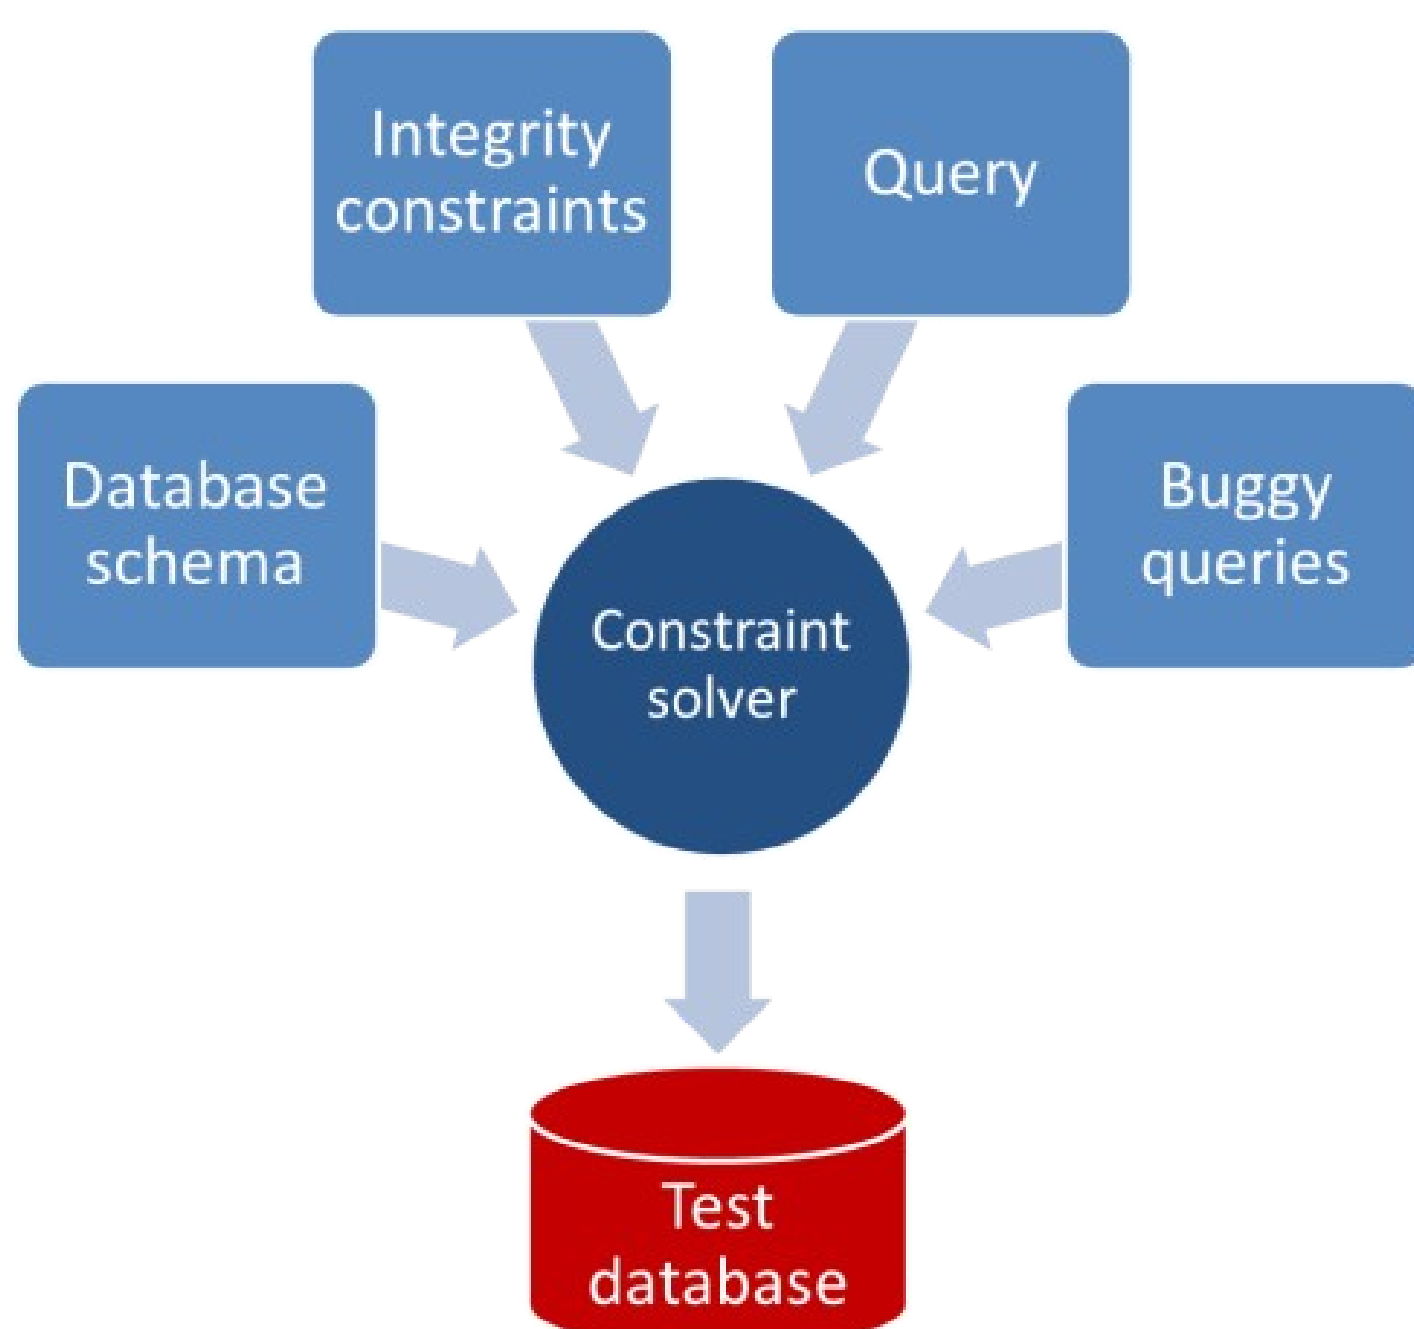 Integrity
constraints
Query
Database
schema
Buggy
queries
Constraint
solver
Test
database